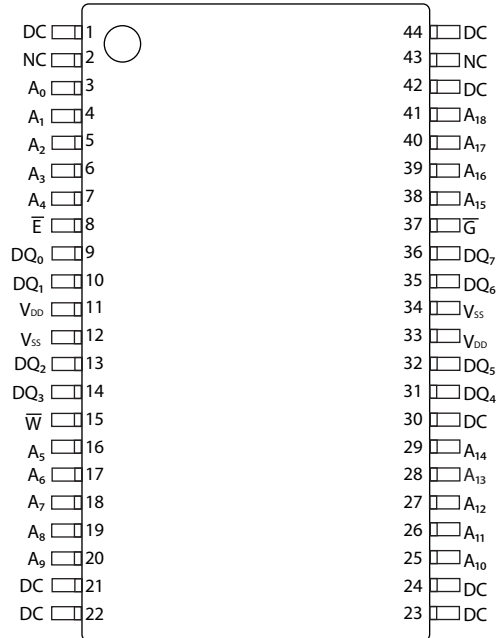 DC 1 44 DC
NC 2 43 NC
A₀ 3 42 DC
A₁ 4 41 A₁₈
A₂ 5 40 A₁₇
A₃ 6 39 A₁₆
A₄ 7 38 A₁₅
E̅ 8 37 G̅
DQ₀ 9 36 DQ₇
DQ₁ 10 35 DQ₆
V_DD 11 34 V_SS
V_SS 12 33 V_DD
DQ₂ 13 32 DQ₅
DQ₃ 14 31 DQ₄
W̅ 15 30 DC
A₅ 16 29 A₁₄
A₆ 17 28 A₁₃
A₇ 18 27 A₁₂
A₈ 19 26 A₁₁
A₉ 20 25 A₁₀
DC 21 24 DC
DC 22 23 DC